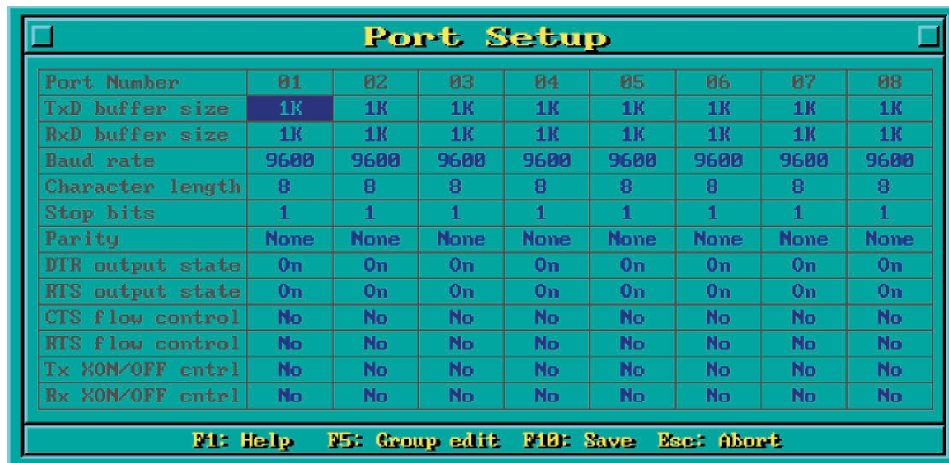 Port Setup
Port Number 01 02 03 04 05 06 07 08
TxD buffer size 1K 1K 1K 1K 1K 1K 1K 1K
RxD buffer size 1K 1K 1K 1K 1K 1K 1K 1K
Baud rate 9600 9600 9600 9600 9600 9600 9600 9600
Character length 8 8 8 8 8 8 8 8
Stop bits 1 1 1 1 1 1 1 1
Parity None None None None None None None None
DTR output state On On On On On On On On
RTS output state On On On On On On On On
CTS flow control No No No No No No No No
RTS flow control No No No No No No No No
Tx XON/OFF cntrl No No No No No No No No
Rx XON/OFF cntrl No No No No No No No No
F1: Help F5: Group edit F10: Save Esc: Abort